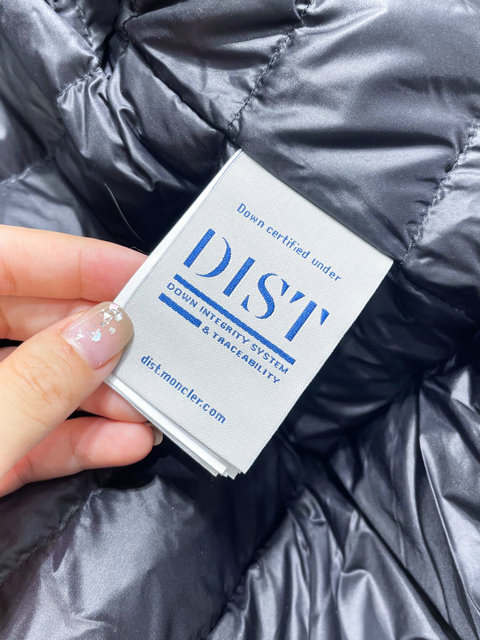 Down certified under
DIST
DOWN INTEGRITY SYSTEM
& TRACEABILITY
dist.moncler.com